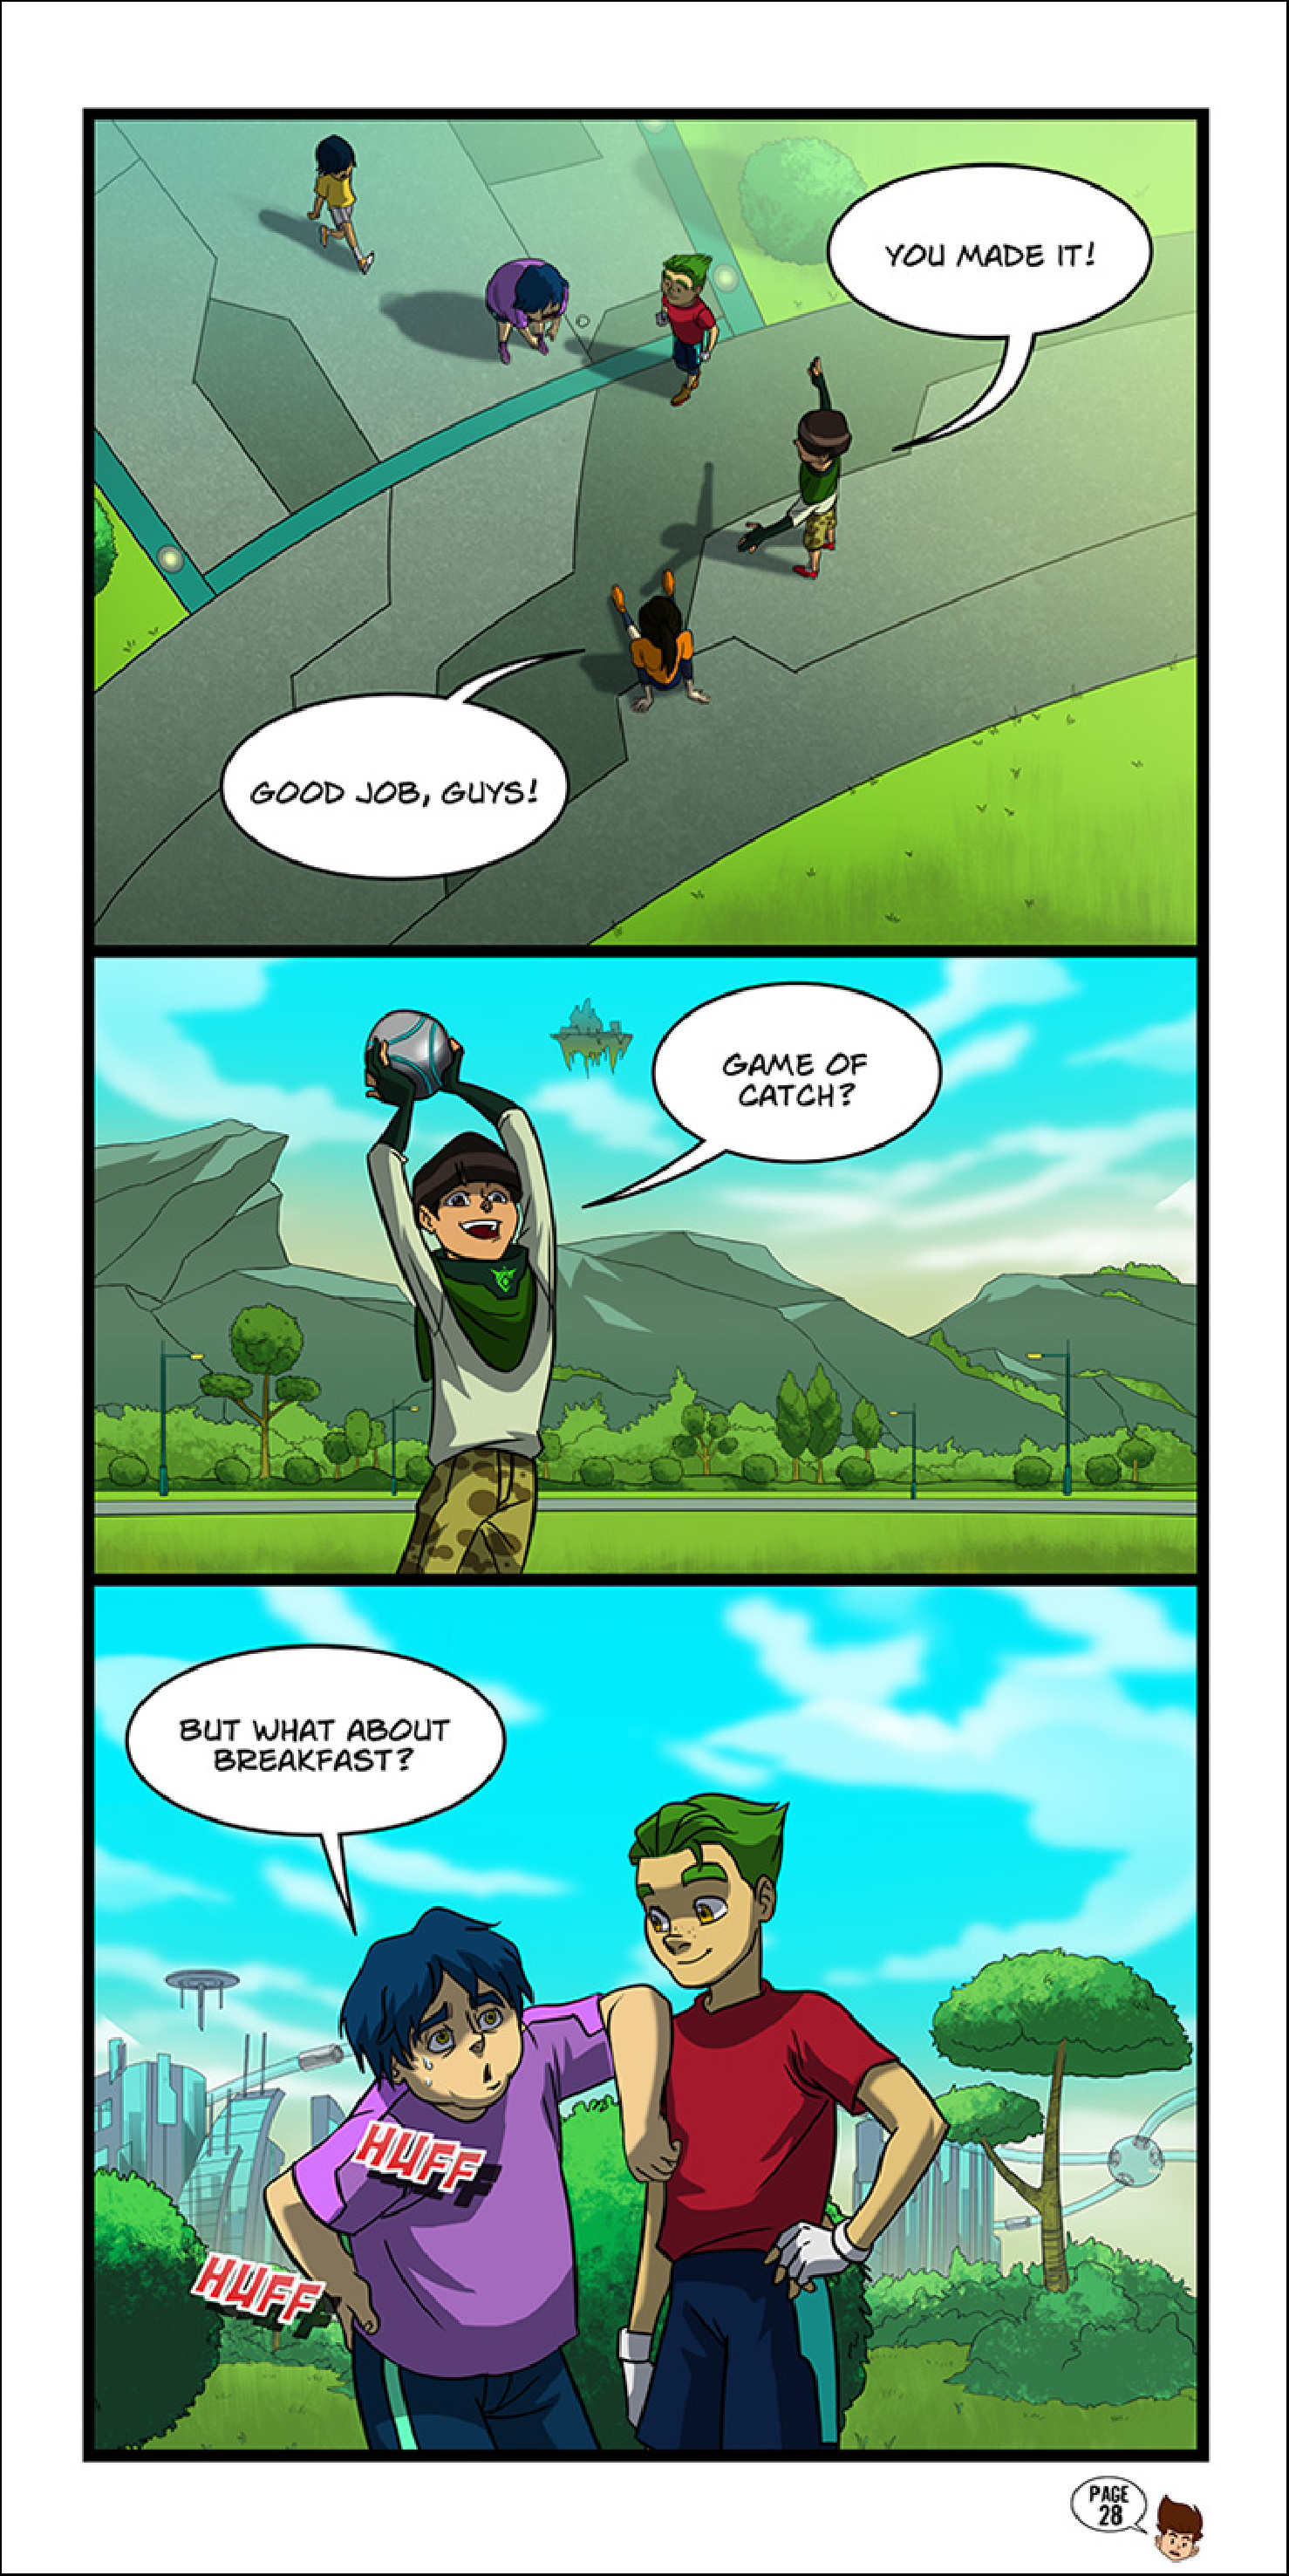 YOU MADE IT!
GOOD JOB, GUYS!
GAME OF
CATCH?
BUT WHAT ABOUT
BREAKFAST?
HUFF
HUFF
PAGE
28